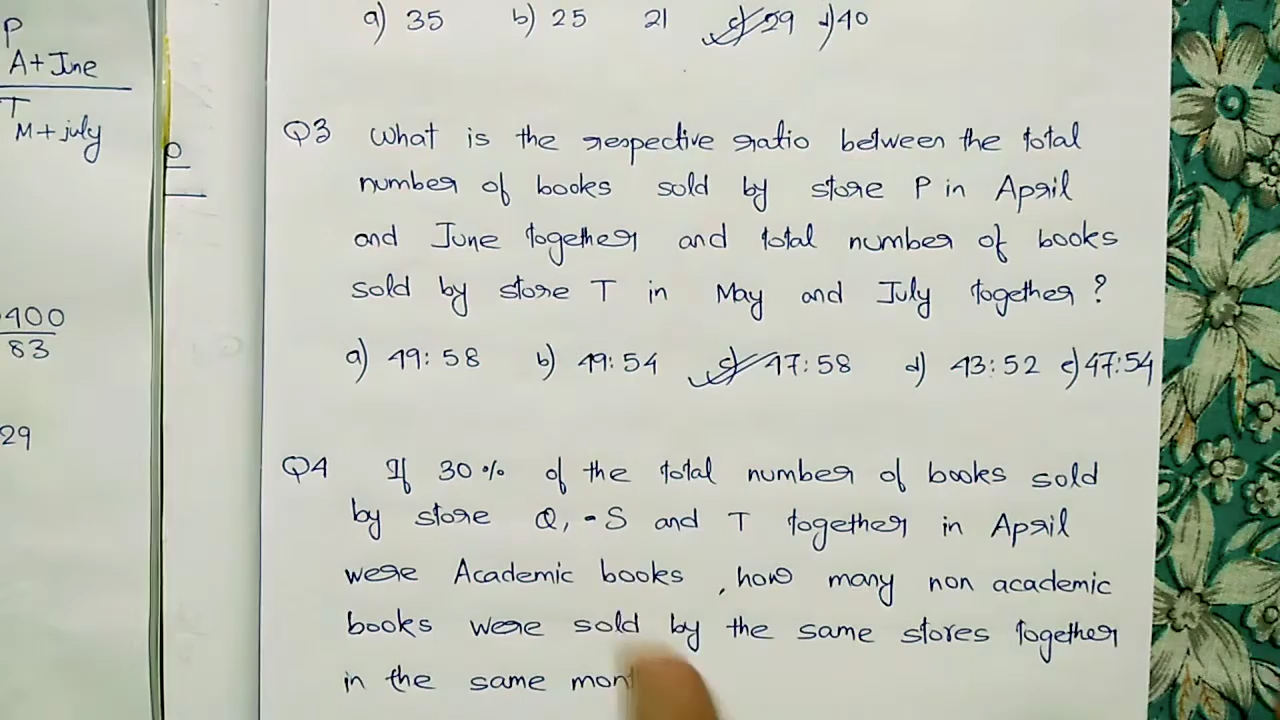 P
A+June
T
M+july
400
83
29
a) 35 b) 25 21 c) 29 d) 40
Q3 What is the respective ratio between the total
number of books sold by store P in April
and June together and total number of books
sold by store T in May and July together ?
a) 49:58 b) 49:54 c) 47:58 d) 43:52 e) 47:54
Q4 If 30% of the total number of books sold
by store Q, S and T together in April
were Academic books , how many non academic
books were sold by the same stores together
in the same